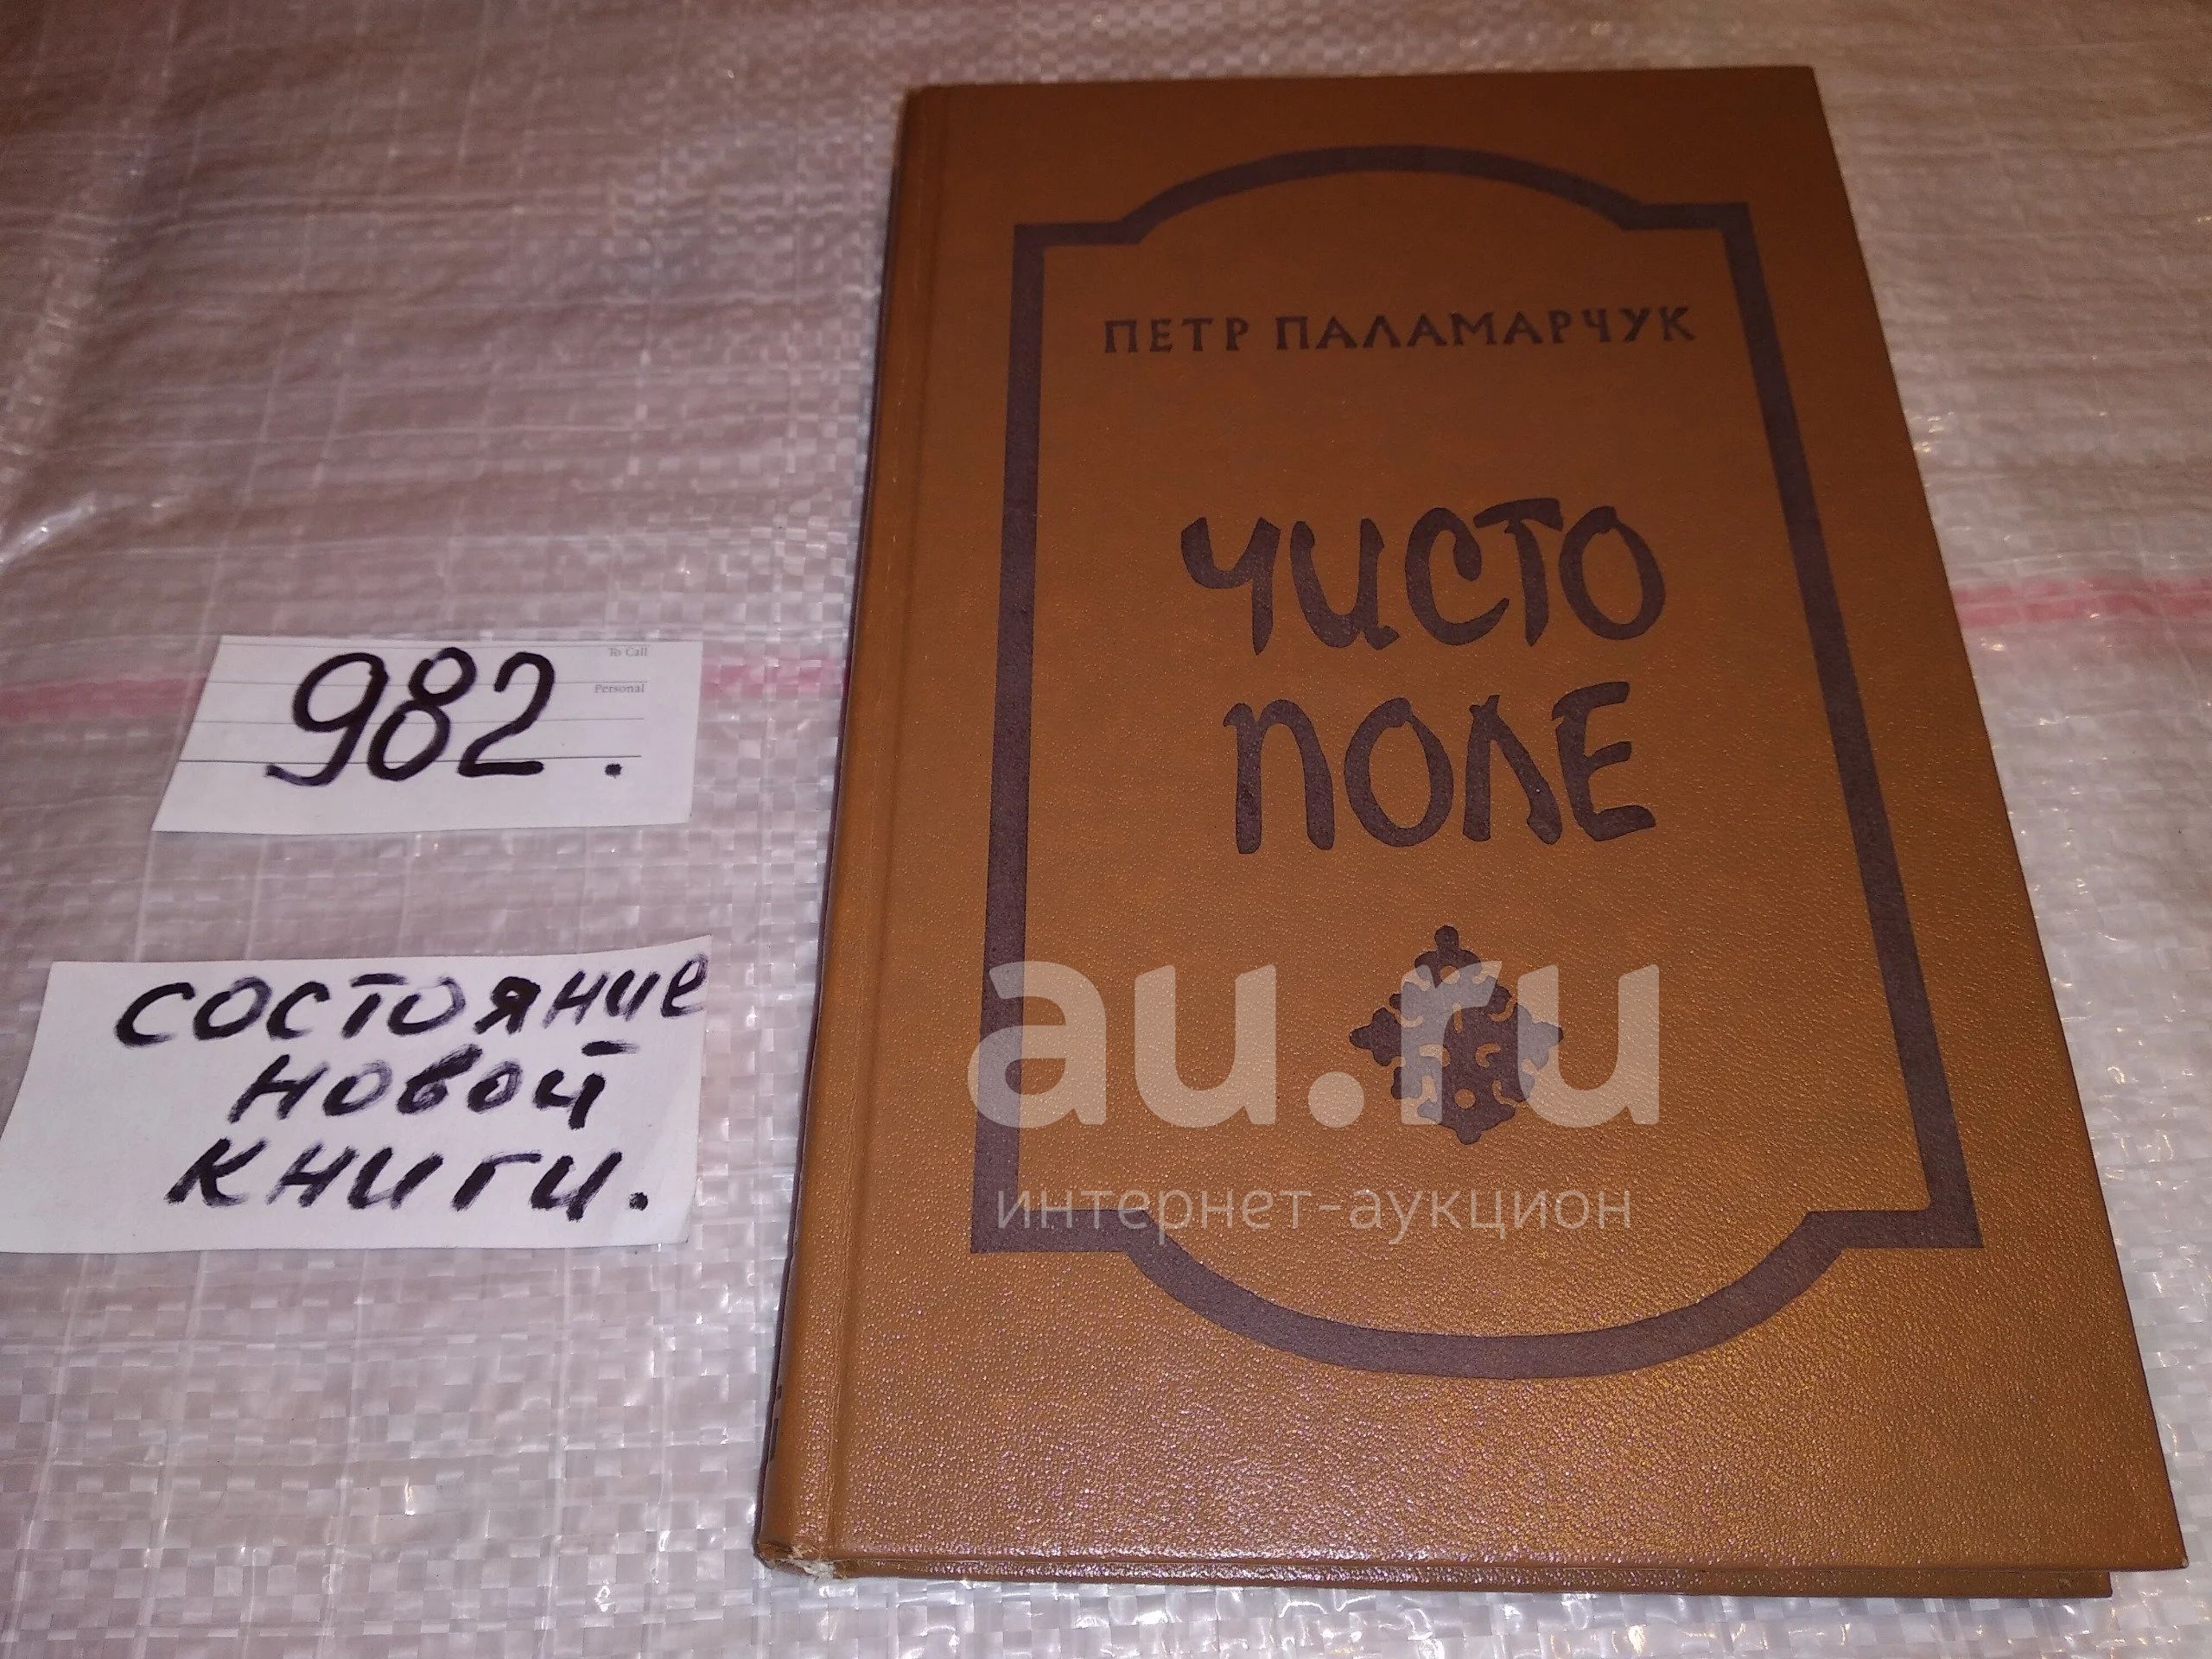 ПЕТР ПАЛАМАРЧУК
ЧИСТО
ПОЛЕ
To Call
Personal
982.
состояние
новой
книги.
au.ru
интернет-аукцион